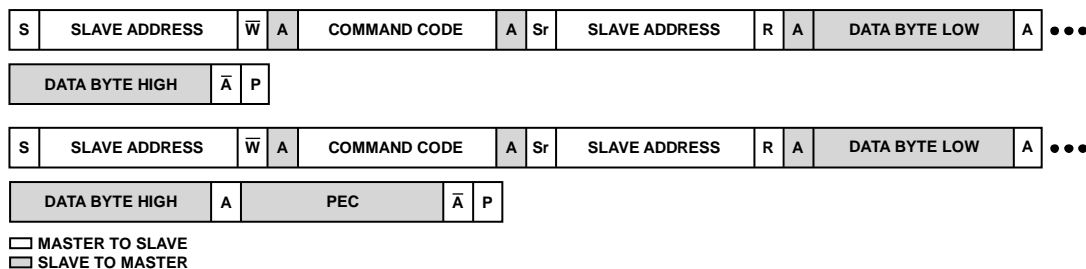 S SLAVE ADDRESS W̅ A COMMAND CODE A Sr SLAVE ADDRESS R A DATA BYTE LOW A •••
DATA BYTE HIGH A̅ P
S SLAVE ADDRESS W̅ A COMMAND CODE A Sr SLAVE ADDRESS R A DATA BYTE LOW A •••
DATA BYTE HIGH A PEC A̅ P
MASTER TO SLAVE
SLAVE TO MASTER